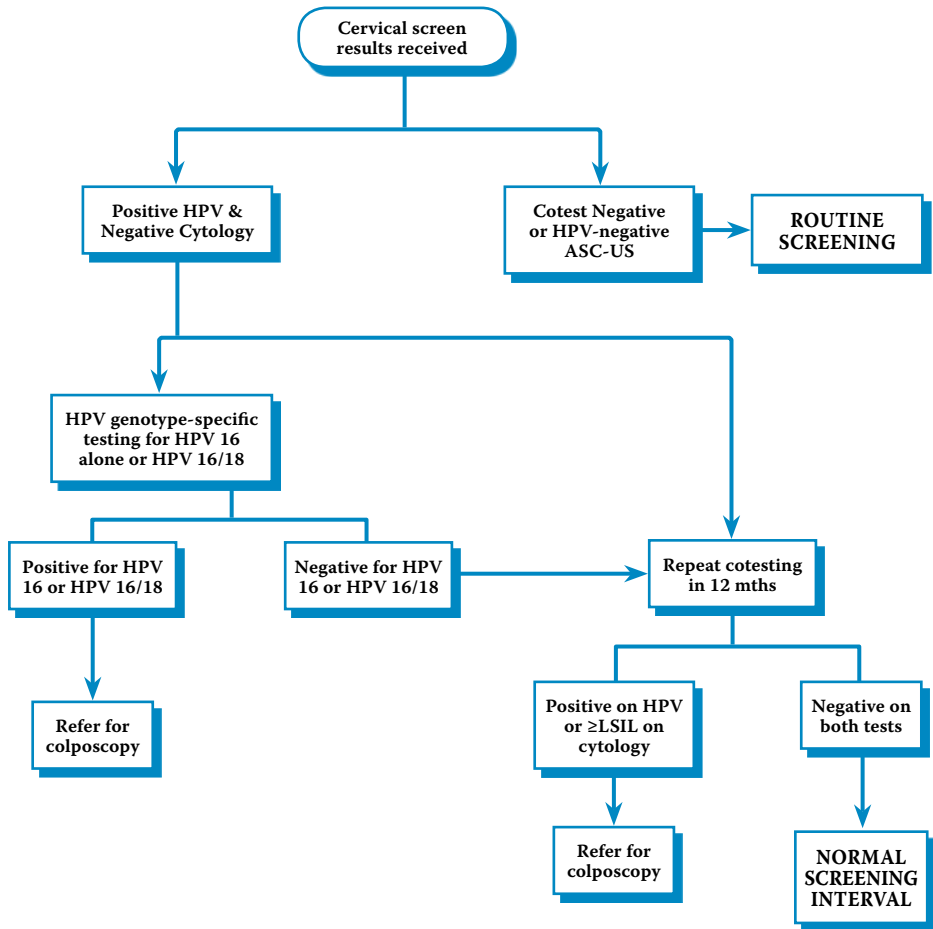 Cervical screen
results received
Positive HPV &
Negative Cytology
Cotest Negative
or HPV-negative
ASC-US
ROUTINE
SCREENING
HPV genotype-specific
testing for HPV 16
alone or HPV 16/18
Positive for HPV
16 or HPV 16/18
Negative for HPV
16 or HPV 16/18
Repeat cotesting
in 12 mths
Refer for
colposcopy
Positive on HPV
or ≥LSIL on
cytology
Negative on
both tests
Refer for
colposcopy
NORMAL
SCREENING
INTERVAL